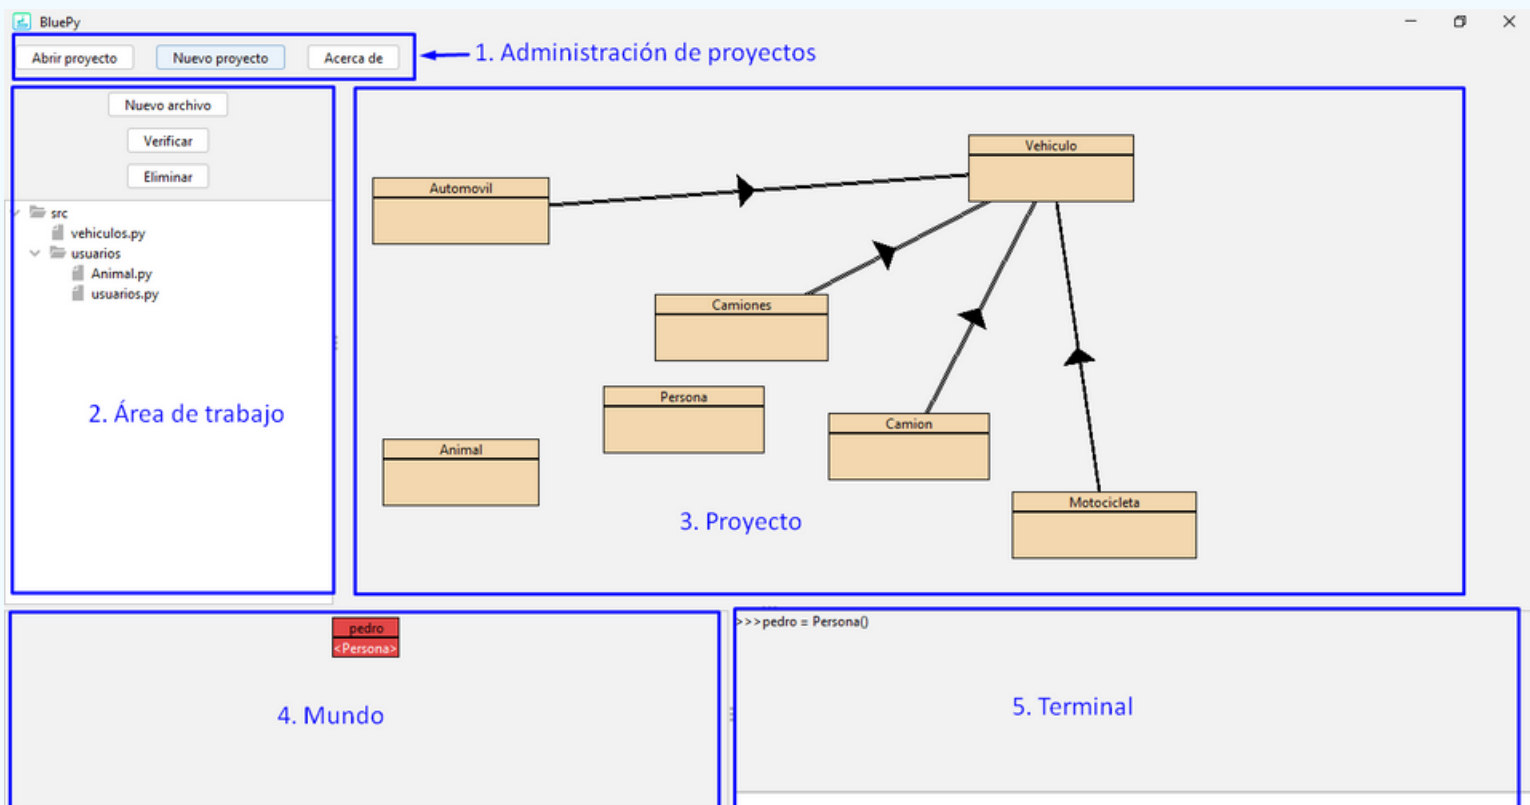 BluePy
Abrir proyecto
Nuevo proyecto
Acerca de
1. Administración de proyectos
Nuevo archivo
Verificar
Eliminar
src
vehiculos.py
usuarios
Animal.py
usuarios.py
2. Área de trabajo
Vehiculo
Automovil
Camiones
Persona
Camion
Animal
Motocicleta
3. Proyecto
pedro
<Persona>
4. Mundo
>>>pedro = Persona()
5. Terminal